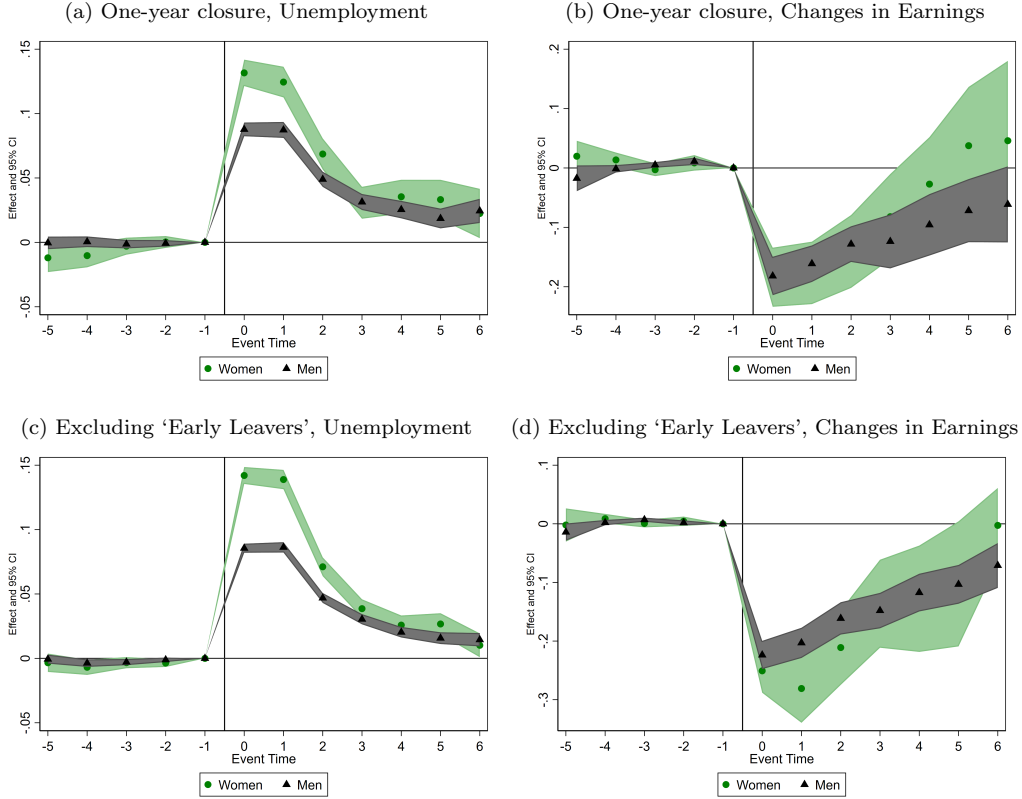 (a) One-year closure, Unemployment
Effect and 95% CI
.15
.1
.05
0
-.05
-5 -4 -3 -2 -1 0 1 2 3 4 5 6
Event Time
Women Men
(b) One-year closure, Changes in Earnings
Effect and 95% CI
.2
.1
0
-.1
-.2
-5 -4 -3 -2 -1 0 1 2 3 4 5 6
Event Time
Women Men
(c) Excluding ‘Early Leavers’, Unemployment
Effect and 95% CI
.15
.1
.05
0
-.05
-5 -4 -3 -2 -1 0 1 2 3 4 5 6
Event Time
Women Men
(d) Excluding ‘Early Leavers’, Changes in Earnings
Effect and 95% CI
.1
0
-.1
-.2
-.3
-5 -4 -3 -2 -1 0 1 2 3 4 5 6
Event Time
Women Men